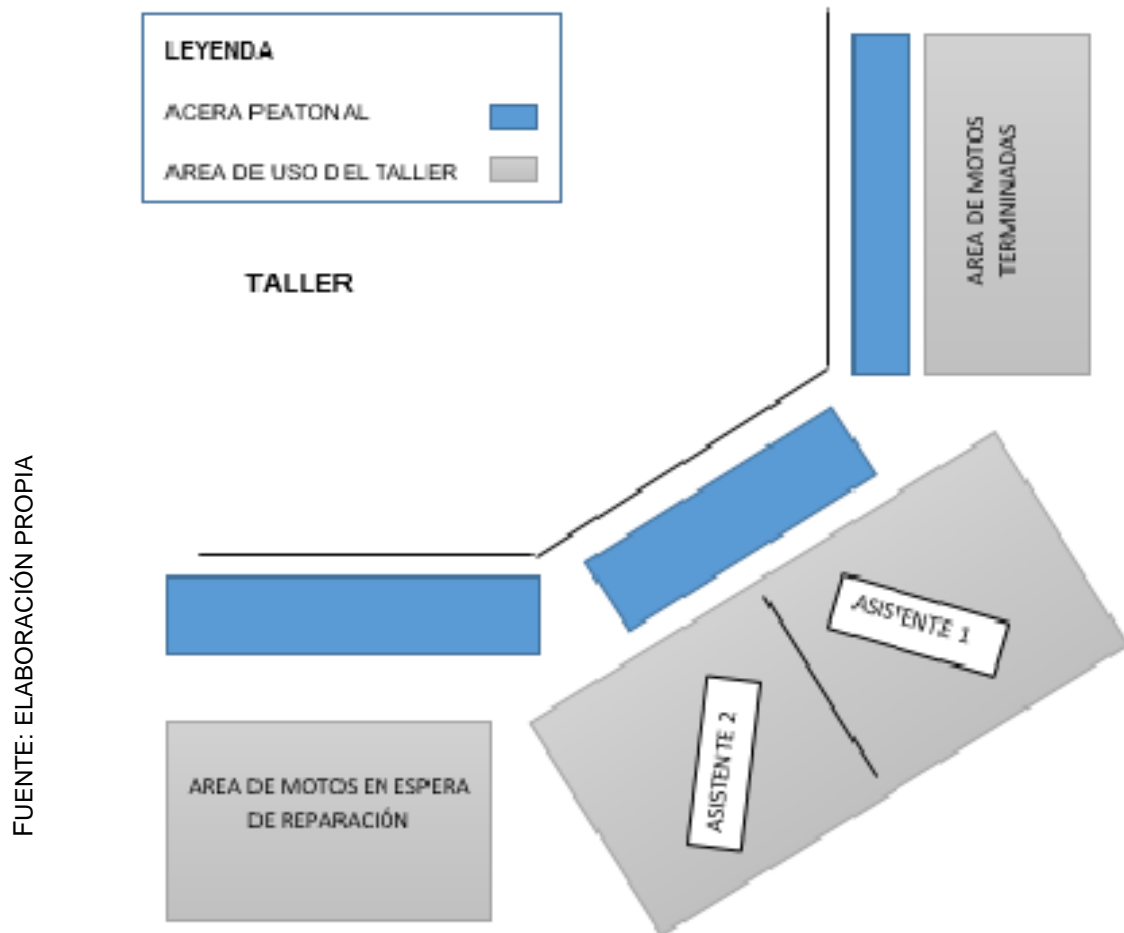 LEYENDA
ACERA PEATONAL
AREA DE USO DEL TALLER
TALLER
AREA DE MOTOS
TERMNINADAS
ASISTENTE 1
ASISTENTE 2
AREA DE MOTOS EN ESPERA
DE REPARACIÓN
FUENTE: ELABORACIÓN PROPIA